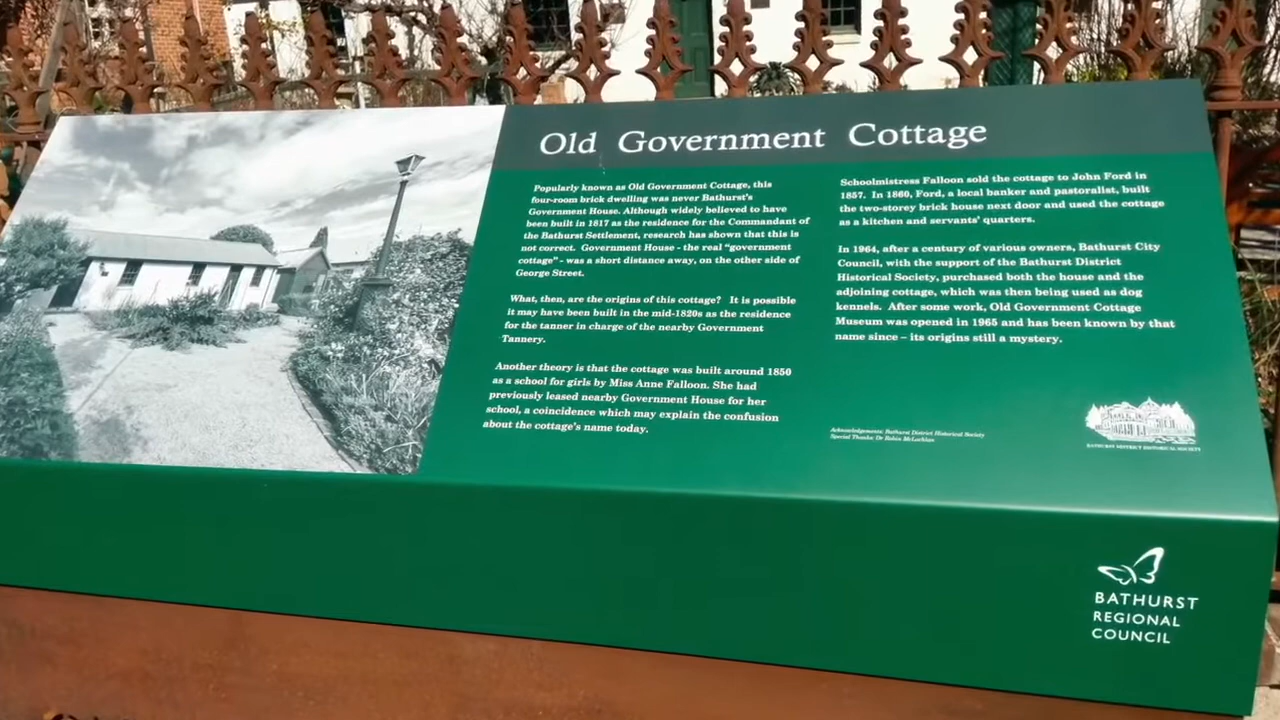 Old Government Cottage
Popularly known as Old Government Cottage, this
four-room brick dwelling was never Bathurst's
Government House. Although widely believed to have
been built in 1817 as the residence for the Commandant of
the Bathurst Settlement, research has shown that this is
not correct. Government House - the real "government
cottage" - was a short distance away, on the other side of
George Street.
What, then, are the origins of this cottage? It is possible
it may have been built in the mid-1820s as the residence
for the tanner in charge of the nearby Government
Tannery.
Another theory is that the cottage was built around 1850
as a school for girls by Miss Anne Falloon. She had
previously leased nearby Government House for her
school, a coincidence which may explain the confusion
about the cottage's name today.
Schoolmistress Falloon sold the cottage to John Ford in
1857. In 1860, Ford, a local banker and pastoralist, built
the two-storey brick house next door and used the cottage
as a kitchen and servants' quarters.
In 1964, after a century of various owners, Bathurst City
Council, with the support of the Bathurst District
Historical Society, purchased both the house and the
adjoining cottage, which was then being used as dog
kennels. After some work, Old Government Cottage
Museum was opened in 1965 and has been known by that
name since – its origins still a mystery.
Acknowledgements: Bathurst District Historical Society
Special Thanks: Dr Robin McLachlan
BATHURST DISTRICT HISTORICAL SOCIETY
BATHURST
REGIONAL
COUNCIL